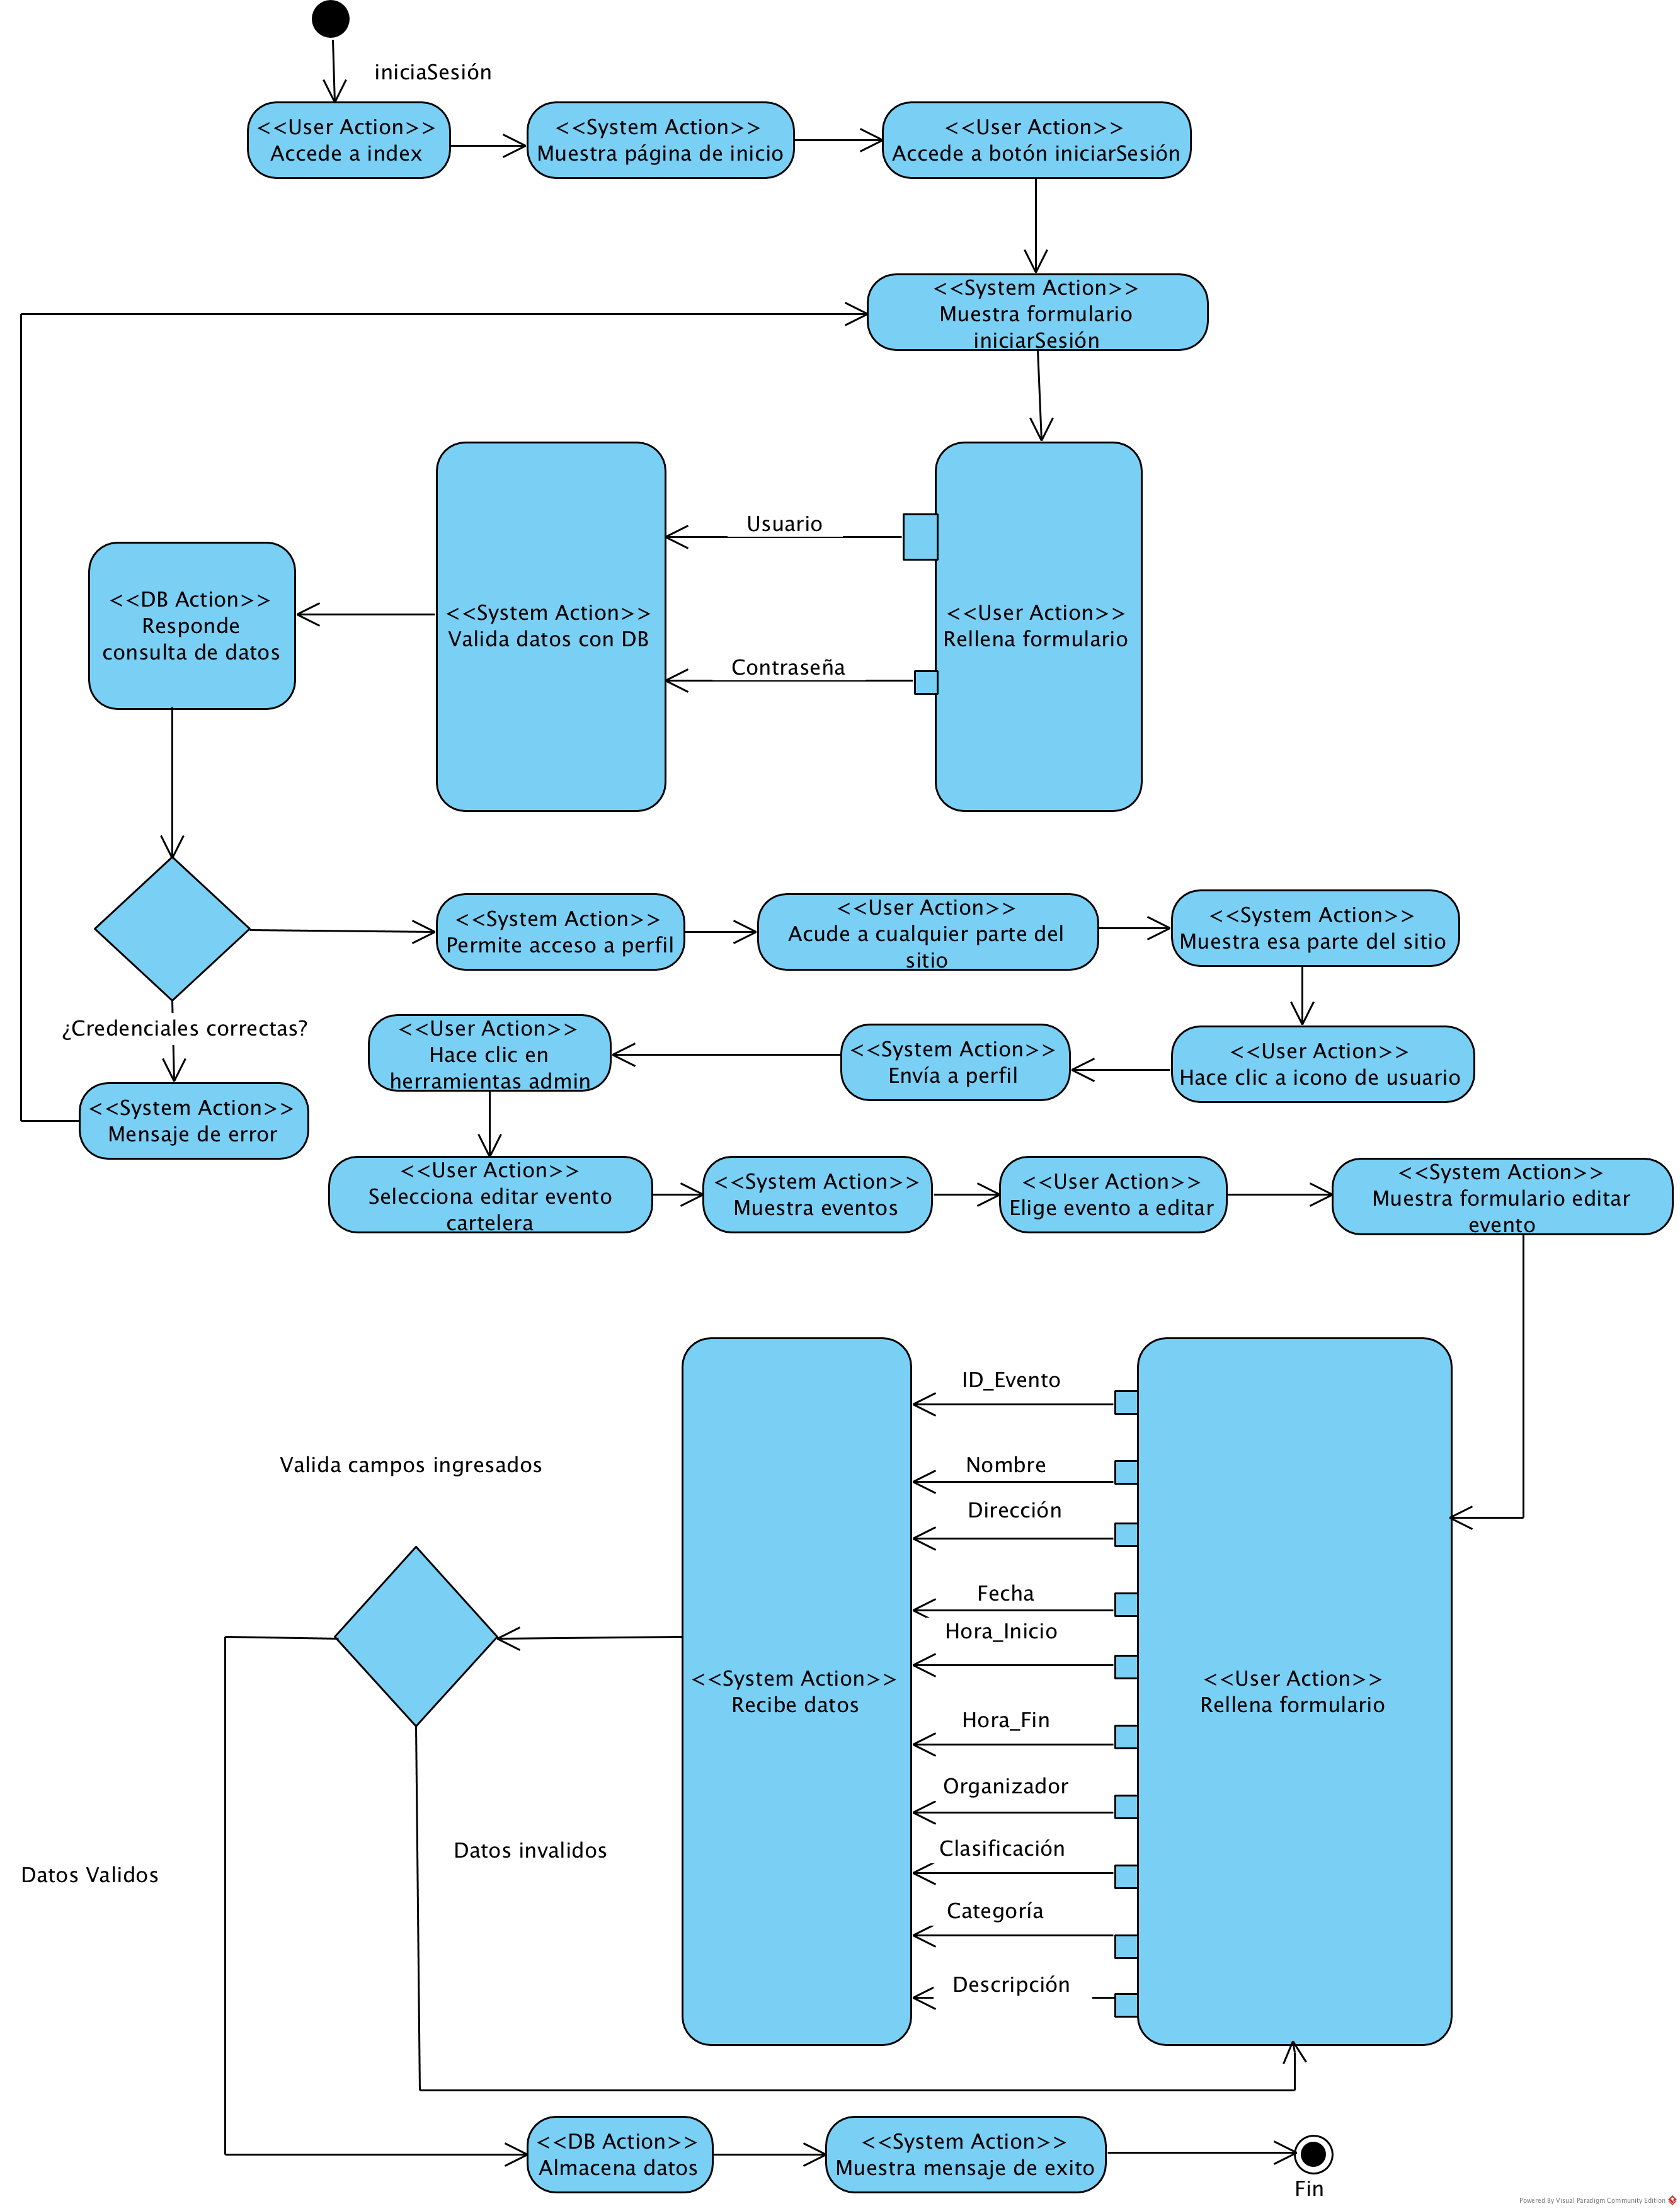 iniciaSesión
<<User Action>>
Accede a index
<<System Action>>
Muestra página de inicio
<<User Action>>
Accede a botón iniciarSesión
<<System Action>>
Muestra formulario
iniciarSesión
Usuario
Contraseña
<<User Action>>
Rellena formulario
<<System Action>>
Valida datos con DB
<<DB Action>>
Responde
consulta de datos
¿Credenciales correctas?
<<System Action>>
Mensaje de error
<<System Action>>
Permite acceso a perfil
<<User Action>>
Acude a cualquier parte del
sitio
<<System Action>>
Muestra esa parte del sitio
<<User Action>>
Hace clic a icono de usuario
<<System Action>>
Envía a perfil
<<User Action>>
Hace clic en
herramientas admin
<<User Action>>
Selecciona editar evento
cartelera
<<System Action>>
Muestra eventos
<<User Action>>
Elige evento a editar
<<System Action>>
Muestra formulario editar
evento
ID_Evento
Nombre
Dirección
Fecha
Hora_Inicio
Hora_Fin
Organizador
Clasificación
Categoría
Descripción
<<User Action>>
Rellena formulario
<<System Action>>
Recibe datos
Valida campos ingresados
Datos invalidos
Datos Validos
<<DB Action>>
Almacena datos
<<System Action>>
Muestra mensaje de exito
Fin
Powered By Visual Paradigm Community Edition